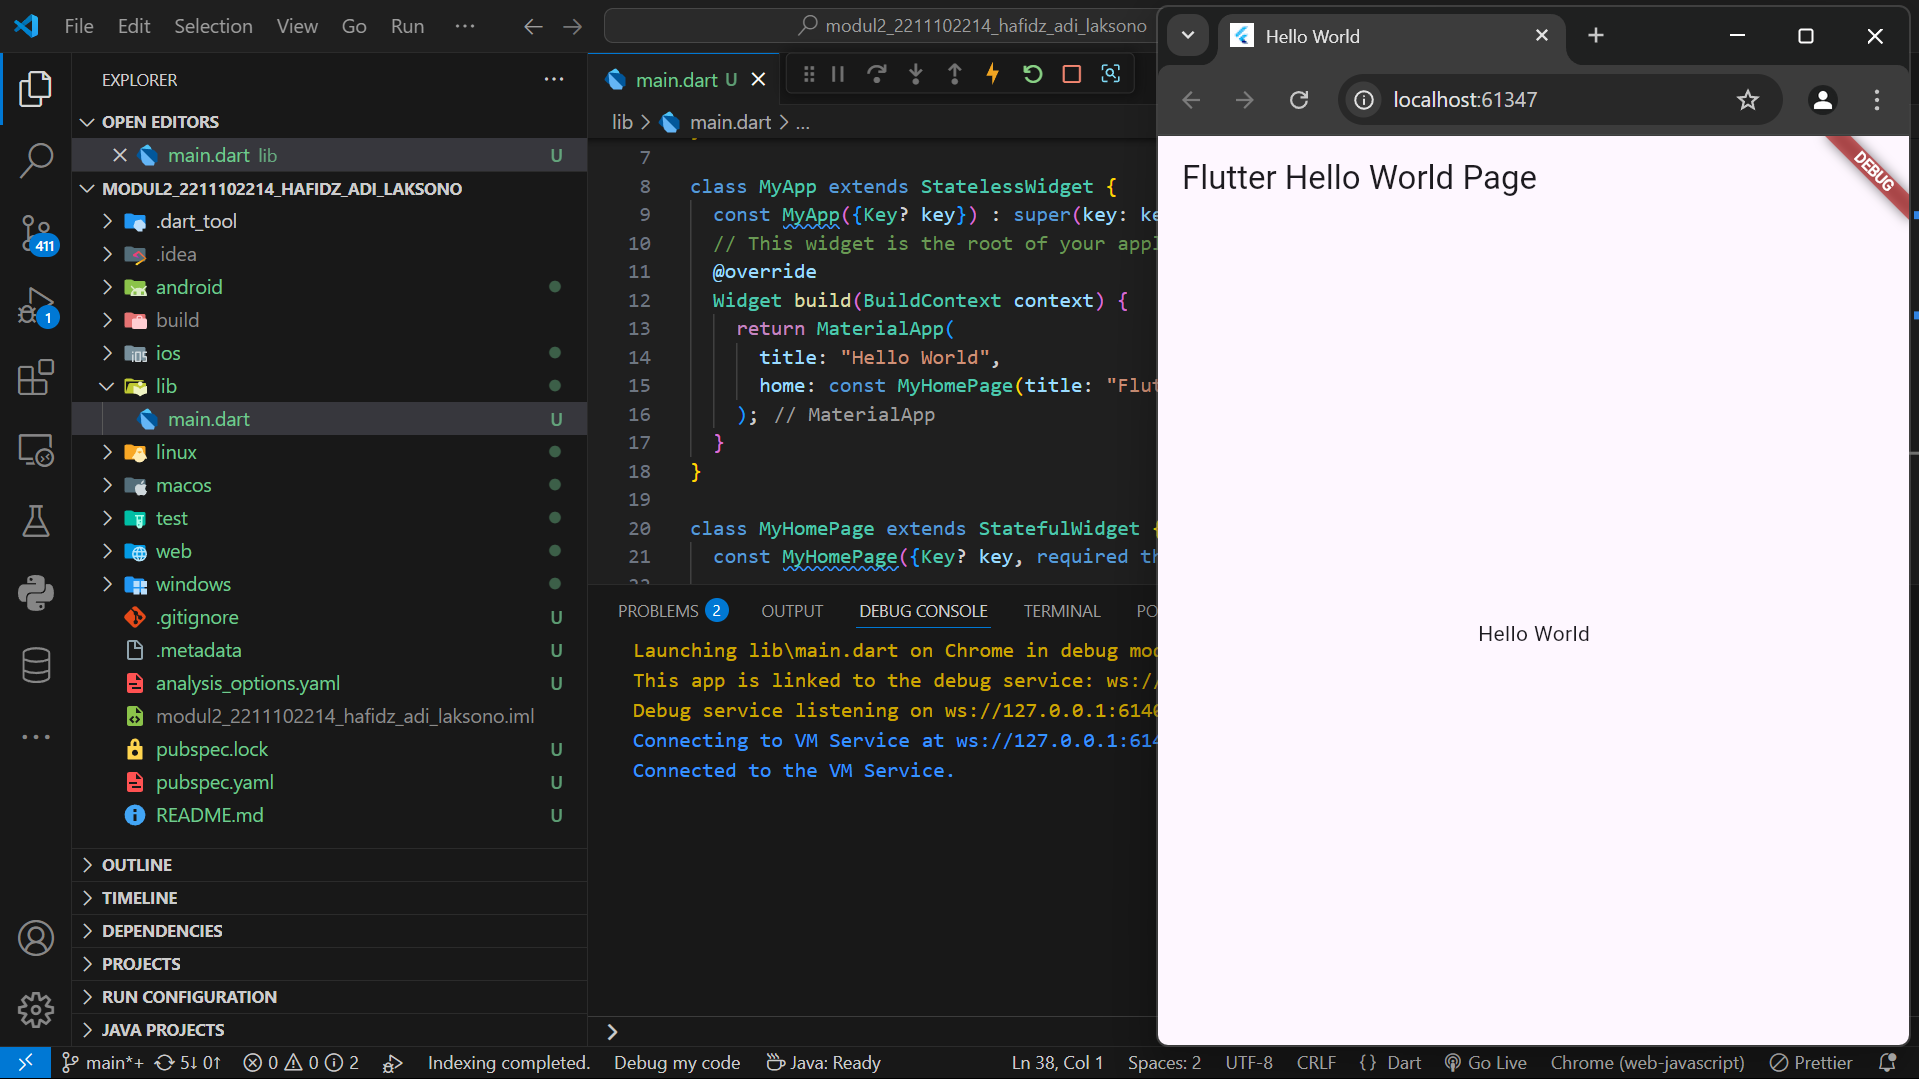 File Edit Selection View Go Run
modul2_2211102214_hafidz_adi_laksono
EXPLORER
OPEN EDITORS
main.dart lib U
MODUL2_2211102214_HAFIDZ_ADI_LAKSONO
.dart_tool
.idea
android
build
ios
lib
main.dart U
linux
macos
test
web
windows
.gitignore U
.metadata U
analysis_options.yaml U
modul2_2211102214_hafidz_adi_laksono.iml
pubspec.lock U
pubspec.yaml U
README.md U
OUTLINE
TIMELINE
DEPENDENCIES
PROJECTS
RUN CONFIGURATION
JAVA PROJECTS
411
1
main.dart U
lib > main.dart > ...
7
8 class MyApp extends StatelessWidget {
9 const MyApp({Key? key}) : super(key: ke
10 // This widget is the root of your appl
11 @override
12 Widget build(BuildContext context) {
13 return MaterialApp(
14 title: "Hello World",
15 home: const MyHomePage(title: "Flut
16 ); // MaterialApp
17 }
18 }
19
20 class MyHomePage extends StatefulWidget {
21 const MyHomePage({Key? key, required th
PROBLEMS 2 OUTPUT DEBUG CONSOLE TERMINAL PO
Launching lib\main.dart on Chrome in debug mod
This app is linked to the debug service: ws://
Debug service listening on ws://127.0.0.1:6140
Connecting to VM Service at ws://127.0.0.1:614
Connected to the VM Service.
Hello World
localhost:61347
Flutter Hello World Page
DEBUG
Hello World
main*+ 5↓ 0↑ 0 0 2 Indexing completed. Debug my code Java: Ready Ln 38, Col 1 Spaces: 2 UTF-8 CRLF {} Dart Go Live Chrome (web-javascript) Prettier